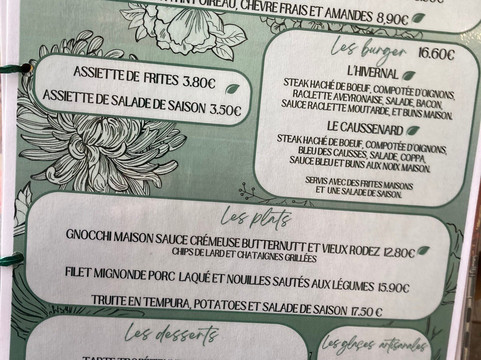 POIREAU, CHÈVRE FRAIS ET AMANDES 8,90€
ASSIETTE DE FRITES 3.80€
ASSIETTE DE SALADE DE SAISON 3.50€
Les burger 16.60€
L'HIVERNAL
STEAK HACHÉ DE BOEUF, COMPOTÉE D'OIGNONS,
RACLETTE AVEYRONAISE, SALADE, BACON,
SAUCE RACLETTE MOUTARDE, ET BUNS MAISON.
LE CAUSSENARD
STEAK HACHÉ DE BOEUF, COMPOTÉE D'OIGNONS,
BLEU DES CAUSSES, SALADE, COPPA,
SAUCE BLEU ET BUNS AUX NOIX MAISON.
SERVIS AVEC DES FRITES MAISONS
ET UNE SALADE DE SAISON.
Les plats
GNOCCHI MAISON SAUCE CRÉMEUSE BUTTERNUTT ET VIEUX RODEZ 12.80€
CHIPS DE LARD ET CHATAIGNES GRILLÉES
FILET MIGNONDE PORC LAQUÉ ET NOUILLES SAUTÉS AUX LÉGUMES 15.90€
TRUITE EN TEMPURA, POTATOES ET SALADE DE SAISON 17.50 €
Les desserts
Les glaces artisanales